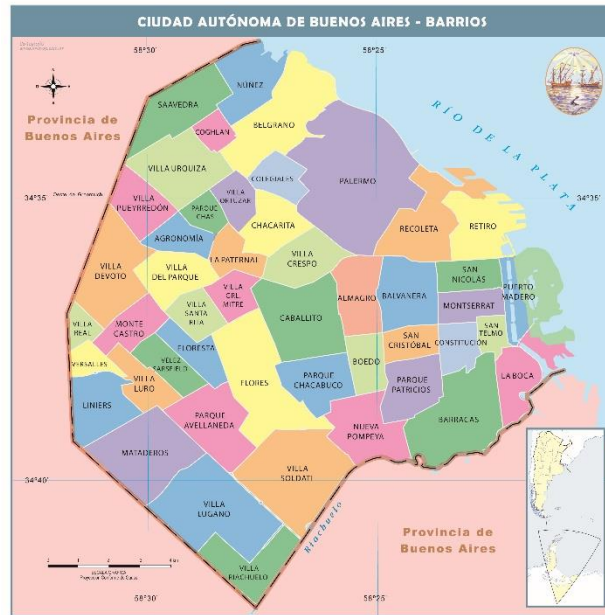 CIUDAD AUTÓNOMA DE BUENOS AIRES - BARRIOS
58°30'
58°25'
Provincia de
Buenos Aires
NÚÑEZ
SAAVEDRA
COGHLAN
BELGRANO
RÍO DE LA PLATA
VILLA URQUIZA
COLEGIALES
PALERMO
34°35'
VILLA
PUEYRREDÓN
PARQUE
CHAS
VILLA
ORTUZAR
CHACARITA
RECOLETA
RETIRO
AGRONOMÍA
LA PATERNAL
VILLA
CRESPO
VILLA
DEVOTO
VILLA
DEL PARQUE
SAN
NICOLÁS
PUERTO
MADERO
VILLA
GRL.
MITRE
ALMAGRO
BALVANERA
MONTSERRAT
VILLA
SANTA
RITA
CABALLITO
VILLA
REAL
MONTE
CASTRO
SAN
TELMO
FLORESTA
SAN
CRISTÓBAL
CONSTITUCIÓN
VERSALLES
VÉLEZ
SARSFIELD
BOEDO
VILLA
LURO
FLORES
PARQUE
CHACABUCO
PARQUE
PATRICIOS
LA BOCA
LINIERS
PARQUE
AVELLANEDA
NUEVA
POMPEYA
BARRACAS
MATADEROS
34°40'
VILLA
SOLDATI
VILLA
LUGANO
Riachuelo
Provincia de
Buenos Aires
VILLA
RIACHUELO
58°30'
58°25'